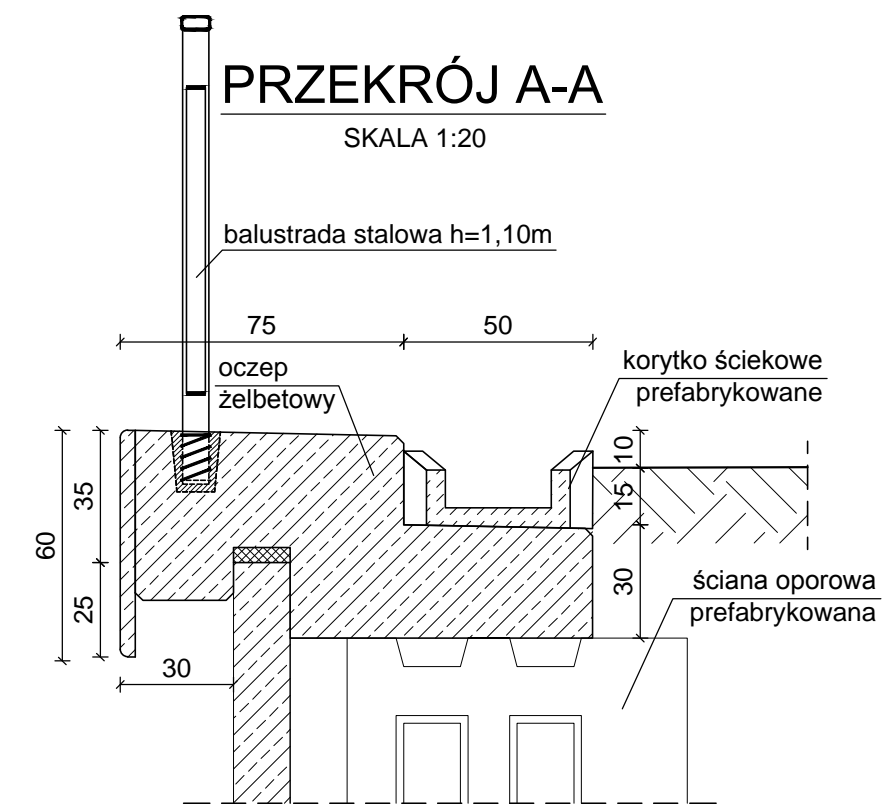 PRZEKRÓJ A-A
SKALA 1:20
balustrada stalowa h=1,10m
75
50
oczep
żelbetowy
korytko ściekowe
prefabrykowane
10
15
35
60
25
30
30
ściana oporowa
prefabrykowana